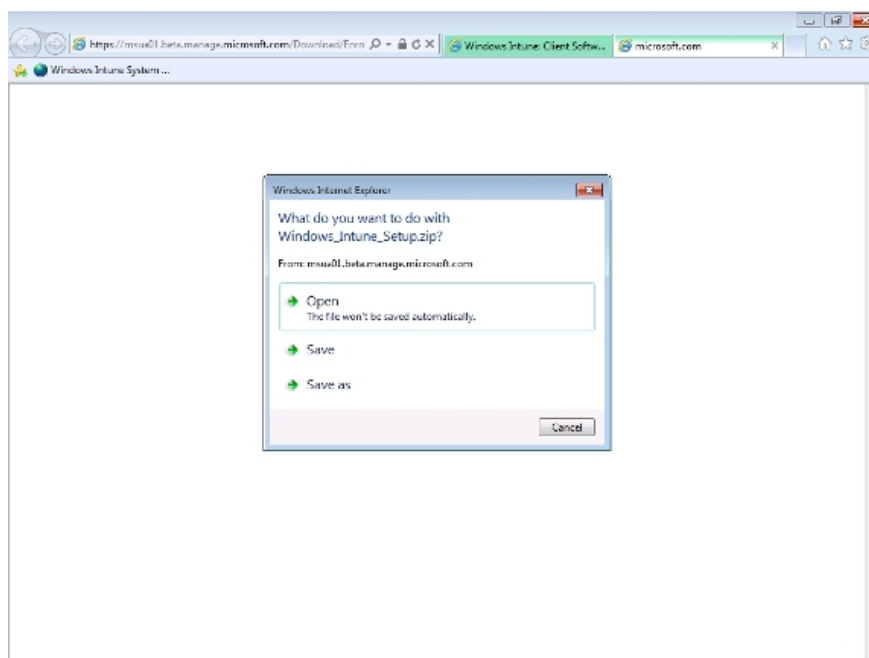 https://msua01.beta.manage.microsoft.com/Download/Enro
Windows Intune: Client Softw...
microsoft.com
Windows Intune System ...
Windows Internet Explorer
What do you want to do with
Windows_Intune_Setup.zip?
From: msua01.beta.manage.microsoft.com
Open
The file won't be saved automatically.
Save
Save as
Cancel